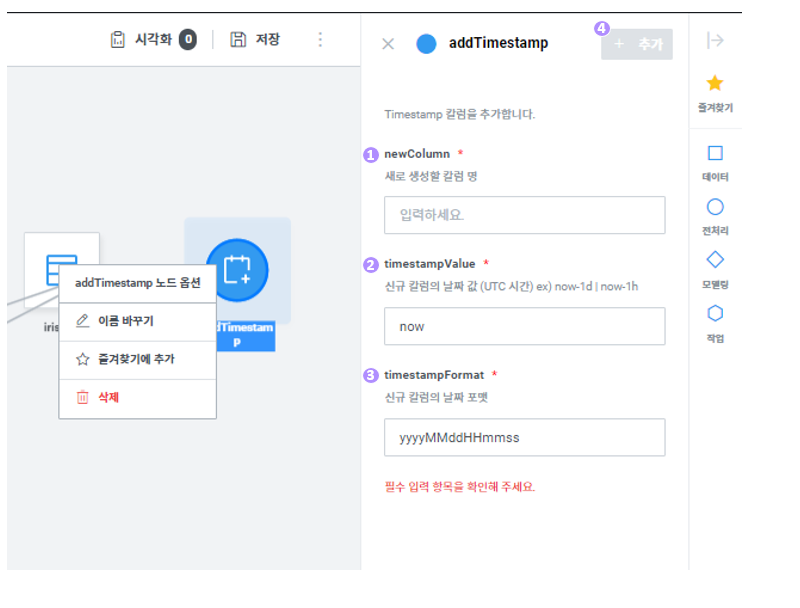 시각화 0
저장
addTimestamp
4
+ 추가
즐겨찾기
데이터
전처리
모델링
작업
Timestamp 칼럼을 추가합니다.
1 newColumn *
새로 생성할 칼럼 명
입력하세요.
2 timestampValue *
신규 칼럼의 날짜 값 (UTC 시간) ex) now-1d | now-1h
now
3 timestampFormat *
신규 칼럼의 날짜 포맷
yyyyMMddHHmmss
필수 입력 항목을 확인해 주세요.
iris
dTimestam
p
addTimestamp 노드 옵션
이름 바꾸기
즐겨찾기에 추가
삭제